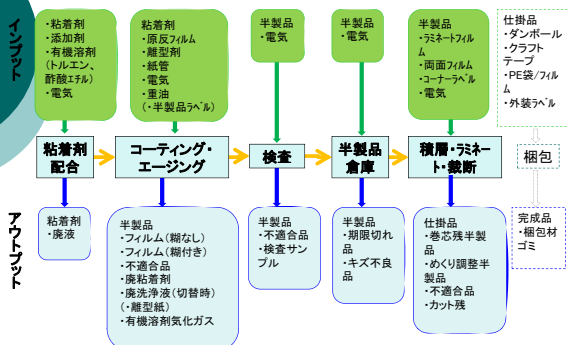 インプット
・粘着剤
・添加剤
・有機溶剤
(トルエン、
酢酸エチル)
・電気
粘着剤
・原反フィルム
・離型剤
・紙管
・電気
・重油
(・半製品ラベル)
半製品
・電気
半製品
・電気
半製品
・ラミネートフィル
ム
・両面フィルム
・コーナーラベル
・電気
仕掛品
・ダンボール
・クラフト
テープ
・PE袋/フィル
ム
・外装ラベル
粘着剤
配合
コーティング・
エージング
検査
半製品
倉庫
積層・ラミネー
ト・裁断
梱包
アウトプット
粘着剤
・廃液
半製品
・フィルム(糊なし)
・フィルム(糊付き)
・不適合品
・廃粘着剤
・廃洗浄液(切替時)
(・離型紙)
・有機溶剤気化ガス
半製品
・不適合品
・検査サン
プル
半製品
・期限切れ
品
・キズ不良
品
仕掛品
・巻芯残半製
品
・めくり調整半
製品
・不適合品
・カット残
完成品
・梱包材
ゴミ